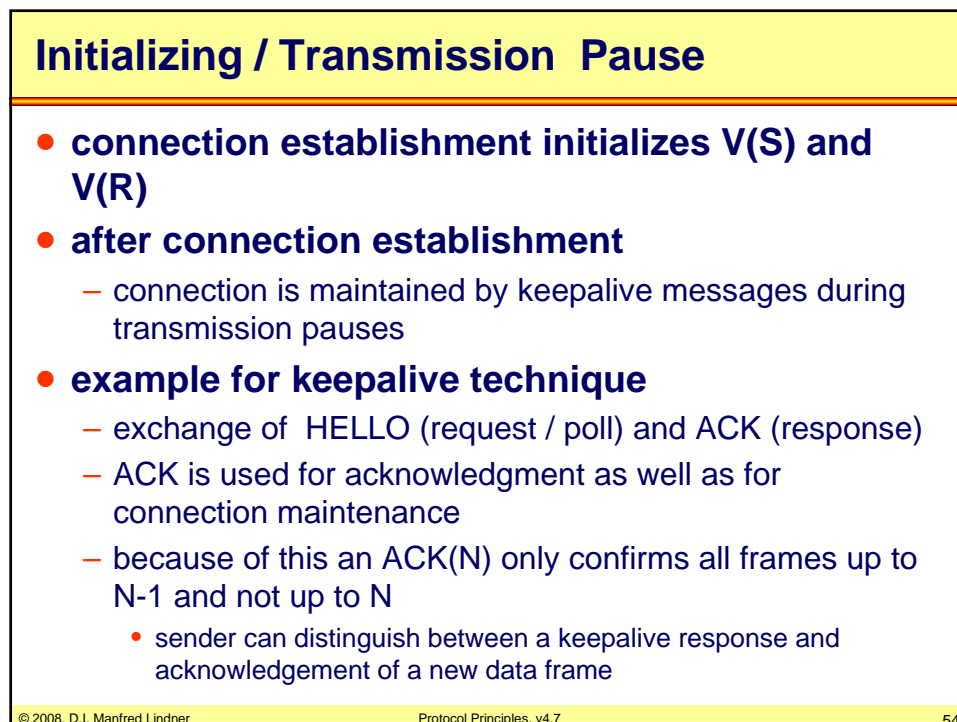 Initializing / Transmission Pause
• connection establishment initializes V(S) and
V(R)
• after connection establishment
– connection is maintained by keepalive messages during
transmission pauses
• example for keepalive technique
– exchange of HELLO (request / poll) and ACK (response)
– ACK is used for acknowledgment as well as for
connection maintenance
– because of this an ACK(N) only confirms all frames up to
N-1 and not up to N
• sender can distinguish between a keepalive response and
acknowledgement of a new data frame
© 2008, D.I. Manfred Lindner Protocol Principles, v4.7 54